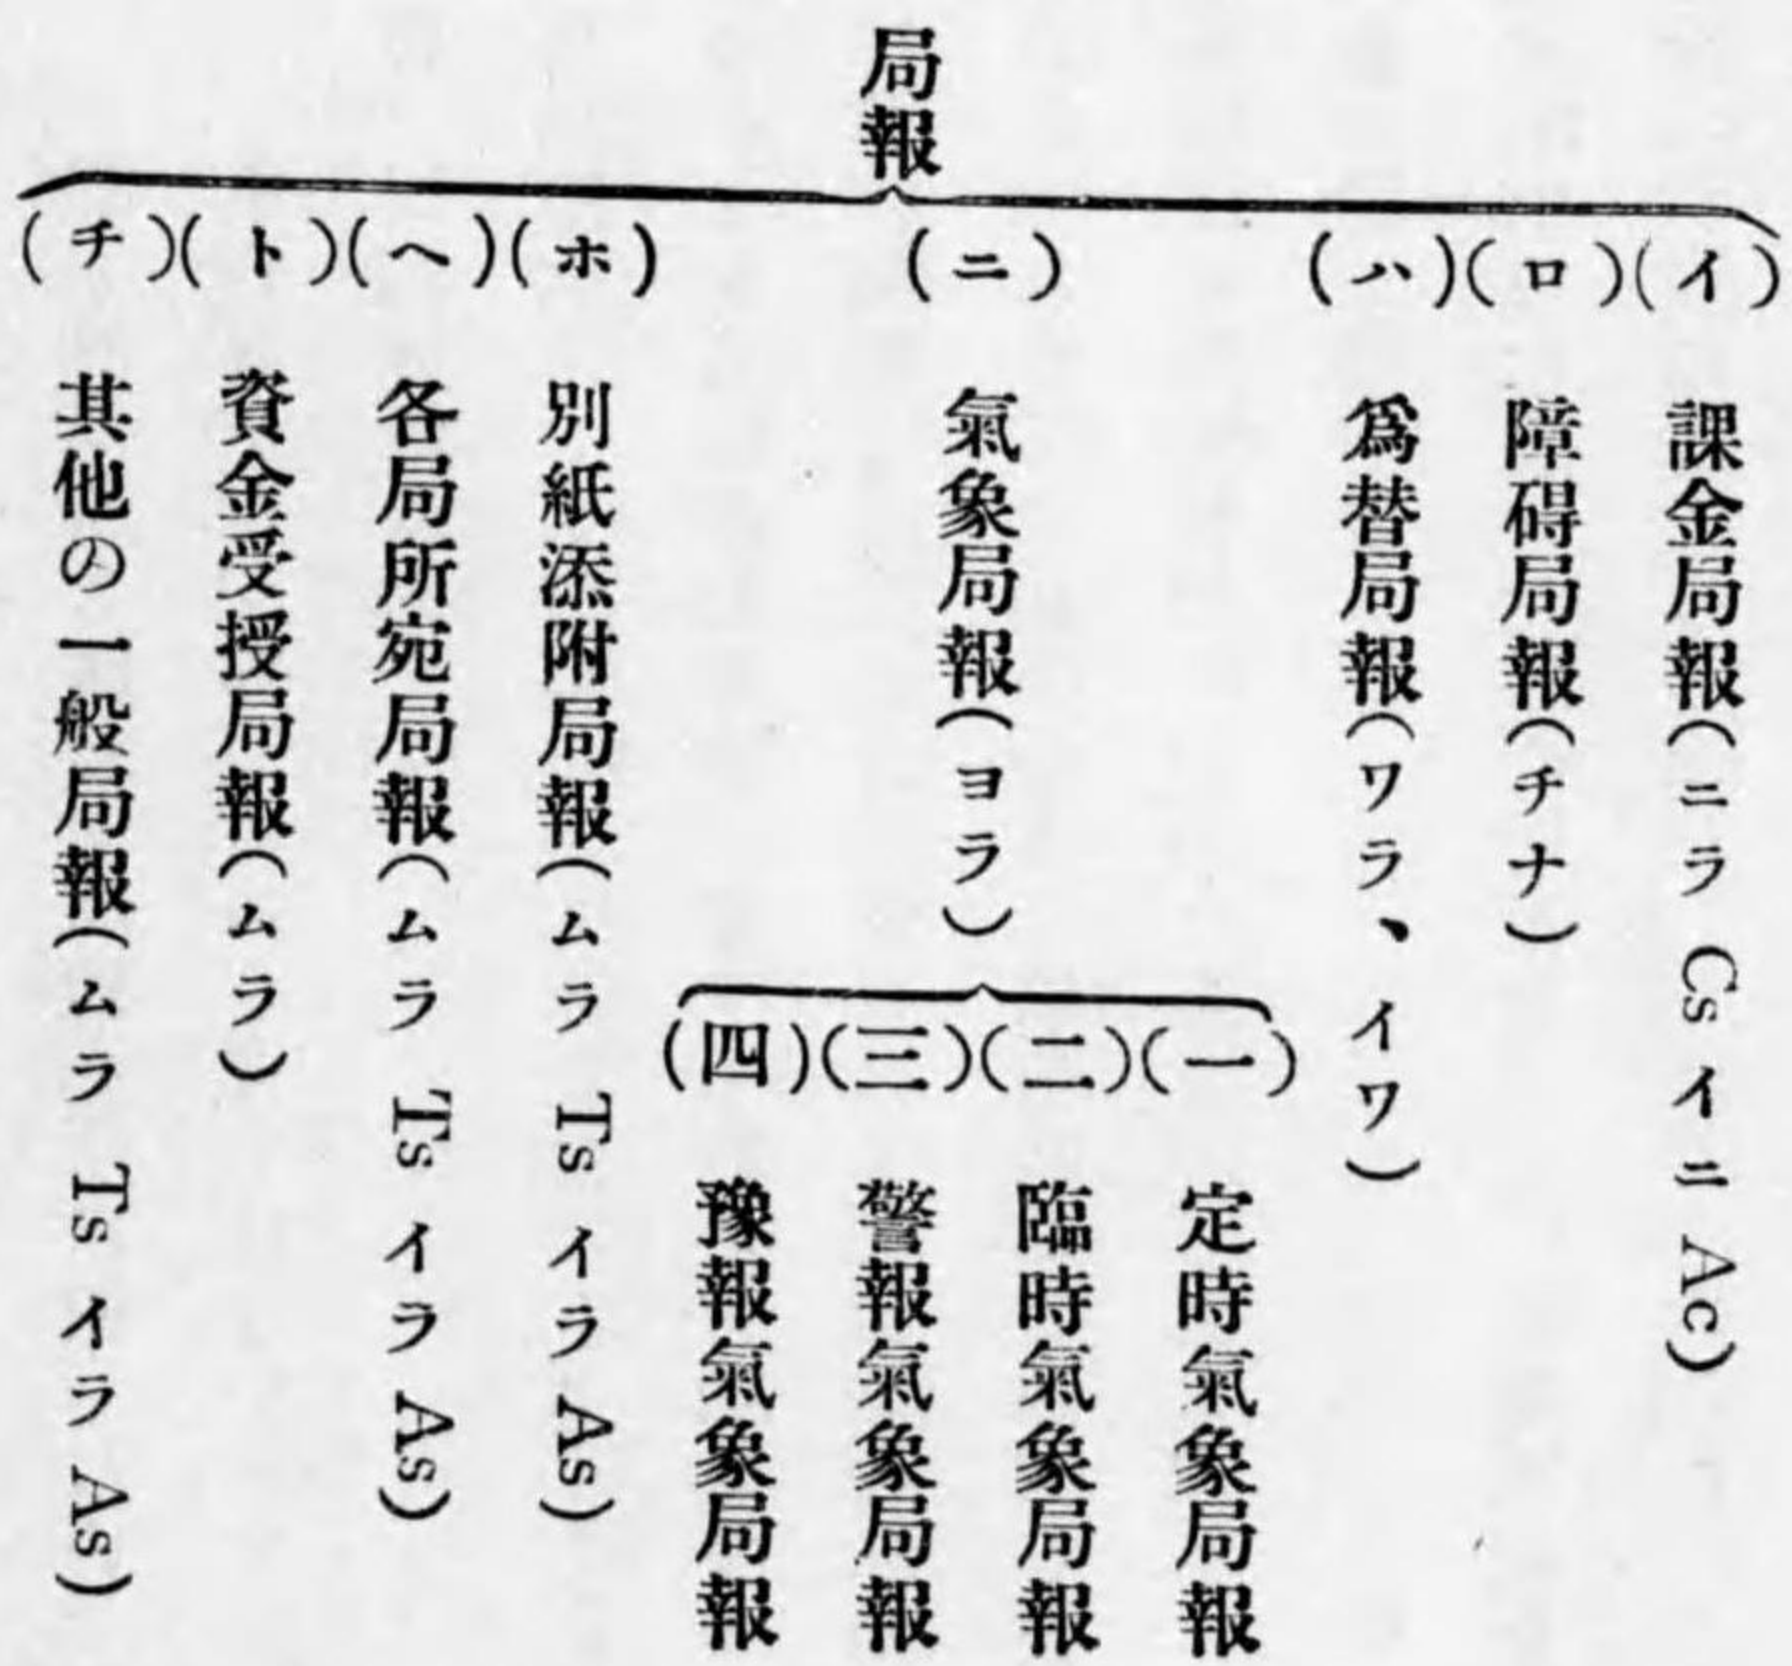 局報
(イ) 課金局報(ニラ Cs イニ Ac)
(ロ) 障碍局報(チナ)
(ハ) 爲替局報(ワラ、イワ)
(ニ) 氣象局報(ヨラ)
(一) 定時氣象局報
(二) 臨時氣象局報
(三) 警報氣象局報
(四) 豫報氣象局報
(ホ) 別紙添附局報(ムラ Ts イラ As)
(ヘ) 各局所宛局報(ムラ Ts イラ As)
(ト) 資金受授局報(ムラ)
(チ) 其他の一般局報(ムラ Ts イラ As)